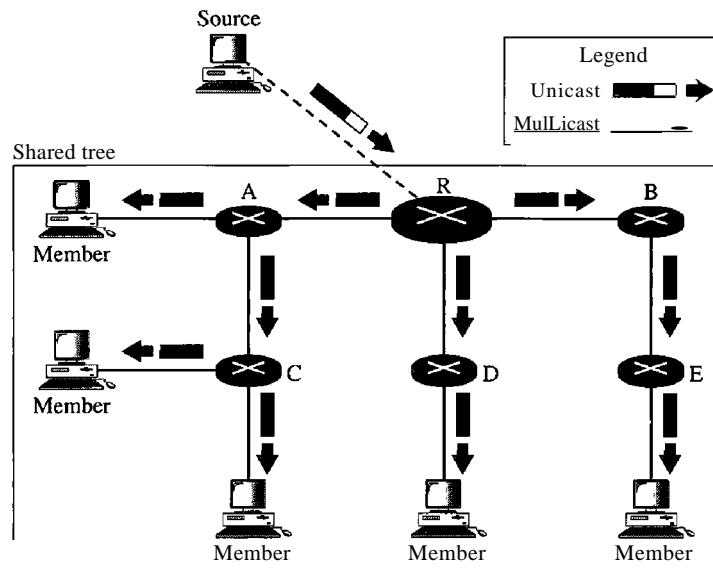 Source
Legend
Unicast
MulLicast
Shared tree
A
R
B
Member
C
D
E
Member
Member
Member
Member